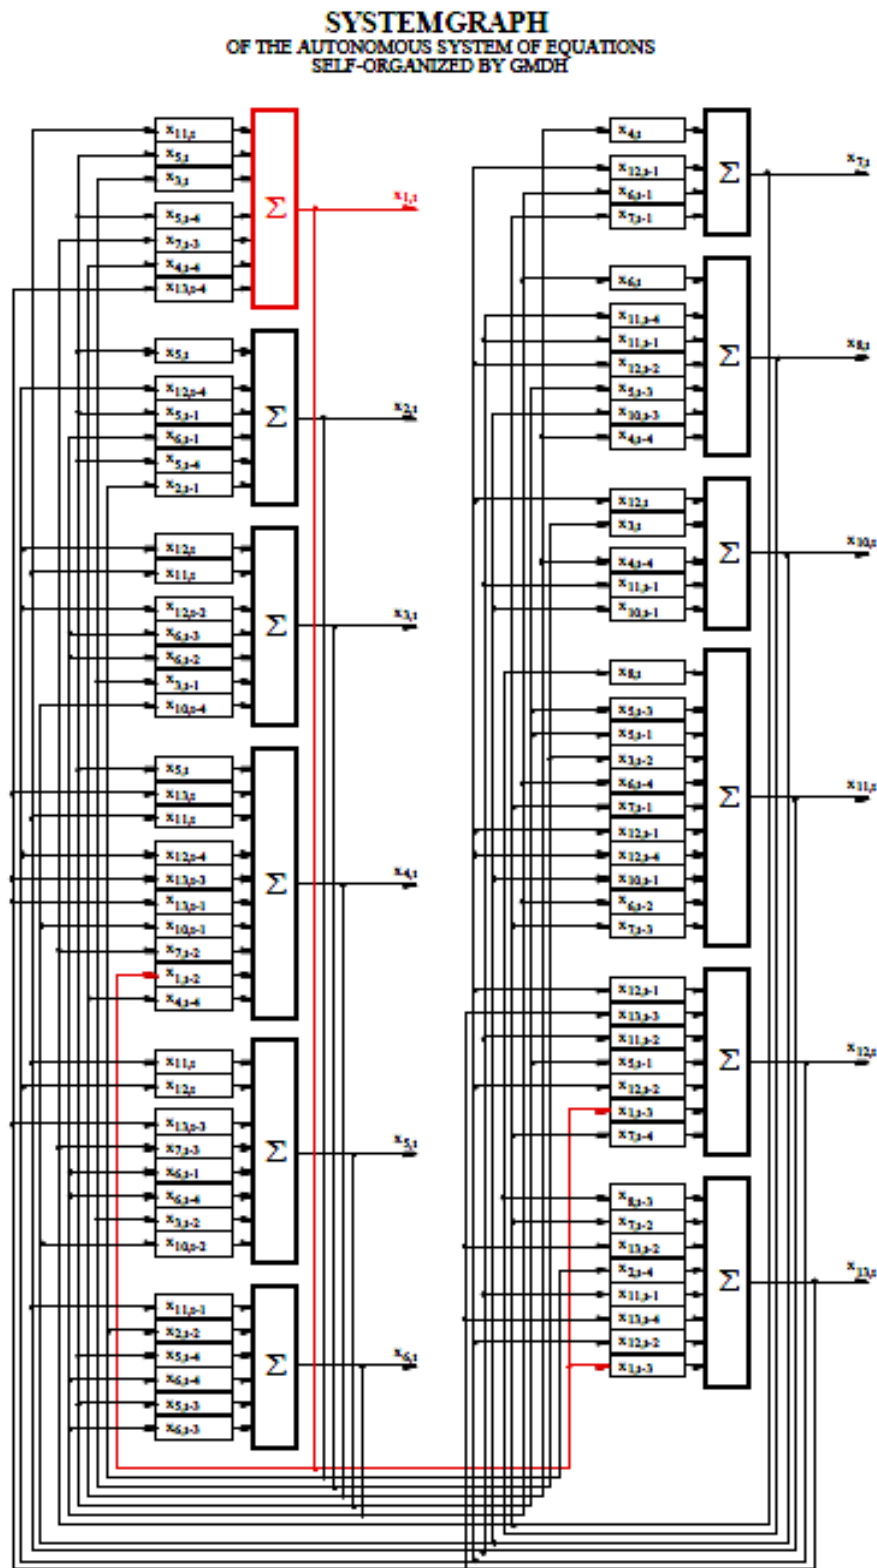 SYSTEMGRAPH
OF THE AUTONOMOUS SYSTEM OF EQUATIONS
SELF-ORGANIZED BY GMDH
x11,t
x5,t
x3,t
x5,t-4
x7,t-3
x4,t-4
x13,t-4
Σ
x1,t
x5,t
x12,t-4
x5,t-1
x6,t-1
x5,t-4
x2,t-1
Σ
x2,t
x12,t
x11,t
x12,t-2
x6,t-3
x6,t-2
x3,t-1
x10,t-4
Σ
x3,t
x5,t
x13,t
x11,t
x12,t-4
x13,t-3
x13,t-1
x10,t-1
x7,t-2
x1,t-2
x4,t-4
Σ
x4,t
x11,t
x12,t
x13,t-3
x7,t-3
x6,t-1
x6,t-4
x3,t-2
x10,t-2
Σ
x5,t
x11,t-1
x2,t-2
x5,t-4
x6,t-4
x5,t-3
x6,t-3
Σ
x6,t
x4,t
x12,t-1
x6,t-1
x7,t-1
Σ
x7,t
x6,t
x11,t-4
x11,t-1
x12,t-2
x5,t-3
x10,t-3
x4,t-4
Σ
x8,t
x12,t
x3,t
x4,t-4
x11,t-1
x10,t-1
Σ
x10,t
x8,t
x5,t-3
x5,t-1
x3,t-2
x6,t-4
x7,t-1
x12,t-1
x12,t-4
x10,t-1
x6,t-2
x7,t-3
Σ
x11,t
x12,t-1
x13,t-3
x11,t-2
x5,t-1
x12,t-2
x1,t-3
x7,t-4
Σ
x12,t
x8,t-3
x7,t-2
x13,t-2
x2,t-4
x11,t-1
x13,t-4
x12,t-2
x1,t-3
Σ
x13,t